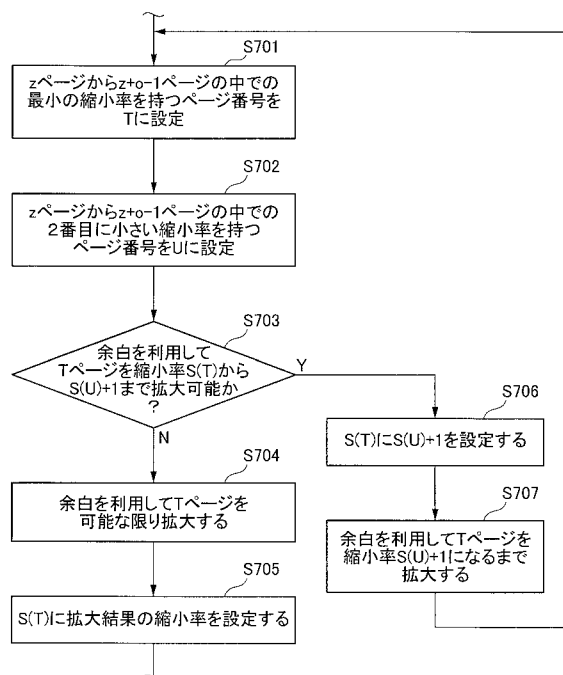 S701
zページからz+o-1ページの中での
最小の縮小率を持つページ番号を
Tに設定
S702
zページからz+o-1ページの中での
2番目に小さい縮小率を持つ
ページ番号をUに設定
S703
余白を利用して
Tページを縮小率S(T)から
S(U)+1まで拡大可能か
?
Y
N
S706
S(T)にS(U)+1を設定する
S704
余白を利用してTページを
可能な限り拡大する
S707
余白を利用してTページを
縮小率S(U)+1になるまで
拡大する
S705
S(T)に拡大結果の縮小率を設定する